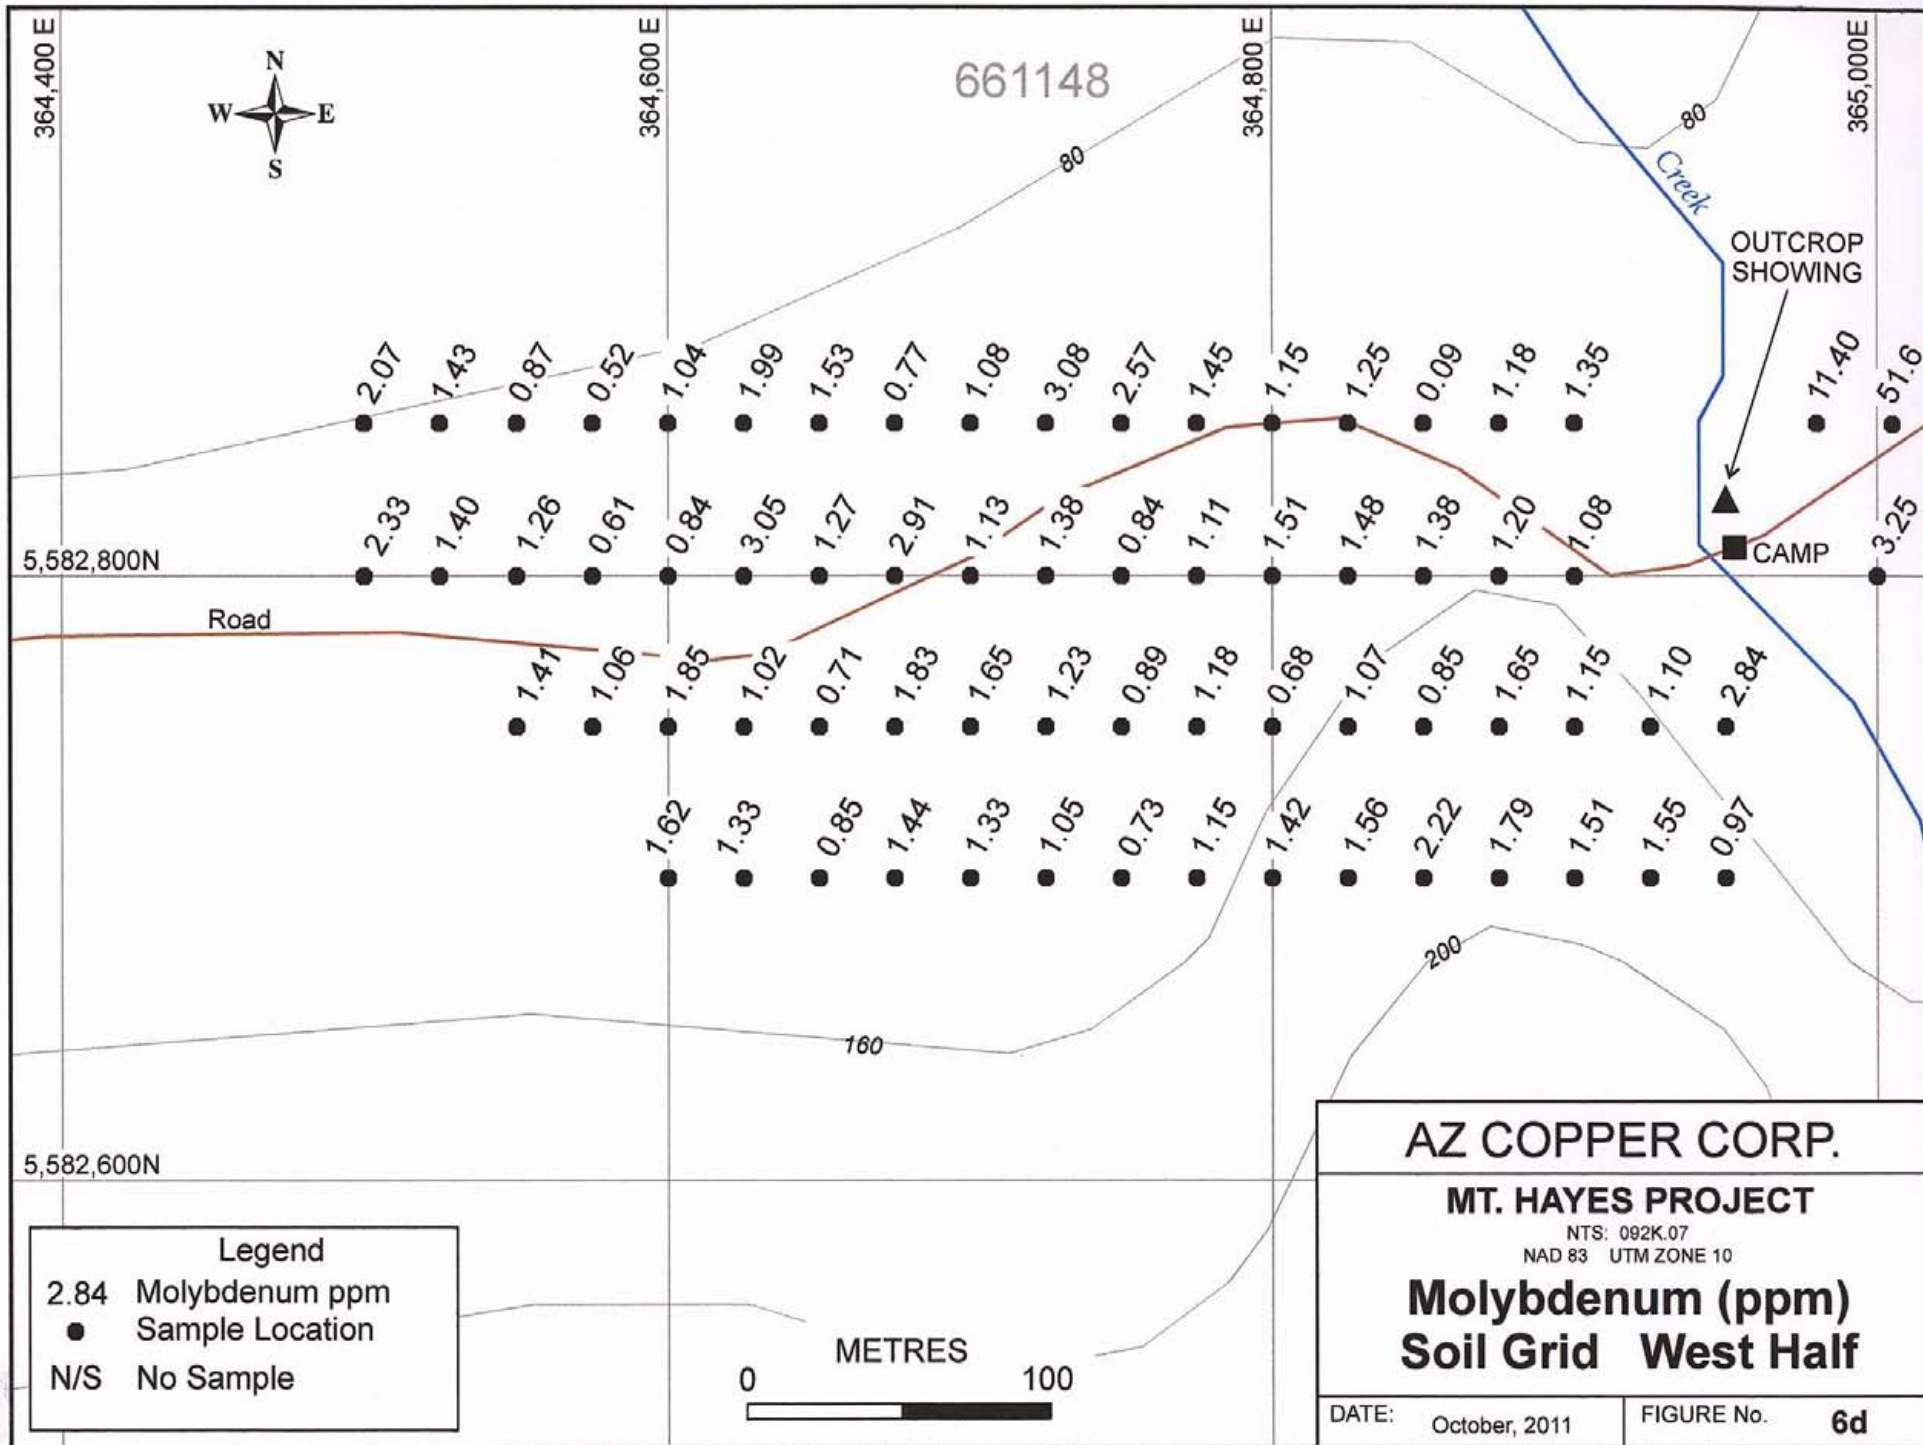 364,400 E
364,600 E
364,800 E
365,000E
N
W E
S
661148
80
80
Creek
OUTCROP
SHOWING
2.07 1.43 0.87 0.52 1.04 1.99 1.53 0.77 1.08 3.08 2.57 1.45 1.15 1.25 0.09 1.18 1.35 11.40 51.6
2.33 1.40 1.26 0.61 0.84 3.05 1.27 2.91 1.13 1.38 0.84 1.11 1.51 1.48 1.38 1.20 1.08 3.25
5,582,800N
CAMP
Road
1.41 1.06 1.85 1.02 0.71 1.83 1.65 1.23 0.89 1.18 0.68 1.07 0.85 1.65 1.15 1.10 2.84
1.62 1.33 0.85 1.44 1.33 1.05 0.73 1.15 1.42 1.56 2.22 1.79 1.51 1.55 0.97
200
160
5,582,600N
Legend
2.84 Molybdenum ppm
Sample Location
N/S No Sample
METRES
0 100
AZ COPPER CORP.
MT. HAYES PROJECT
NTS: 092K.07
NAD 83 UTM ZONE 10
Molybdenum (ppm)
Soil Grid West Half
DATE: October, 2011
FIGURE No. 6d